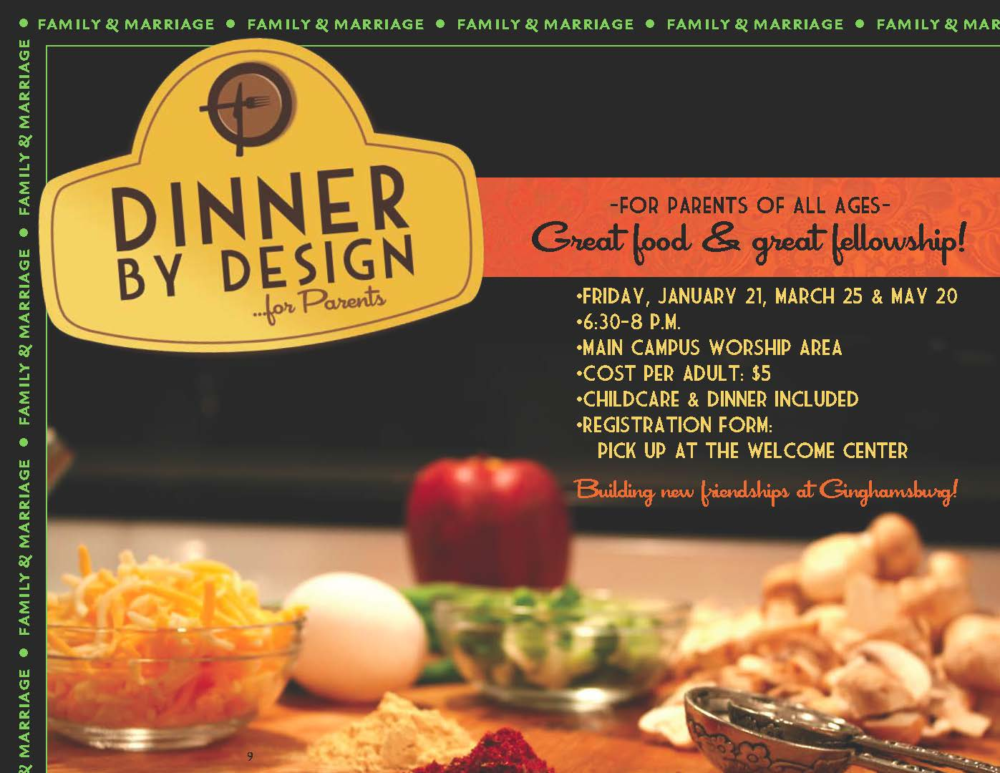 • FAMILY & MARRIAGE • FAMILY & MARRIAGE • FAMILY & MARRIAGE • FAMILY & MARRIAGE • FAMILY & MAR
& MARRIAGE • FAMILY & MARRIAGE • FAMILY & MARRIAGE • FAMILY & MARRIAGE
DINNER
BY DESIGN
...for Parents
-FOR PARENTS OF ALL AGES-
Great food & great fellowship!
•FRIDAY, JANUARY 21, MARCH 25 & MAY 20
•6:30-8 P.M.
•MAIN CAMPUS WORSHIP AREA
•COST PER ADULT: $5
•CHILDCARE & DINNER INCLUDED
•REGISTRATION FORM:
PICK UP AT THE WELCOME CENTER
Building new friendships at Ginghamsburg!
9